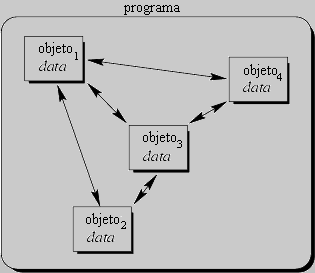 programa
objeto1
data
objeto4
data
objeto3
data
objeto2
data